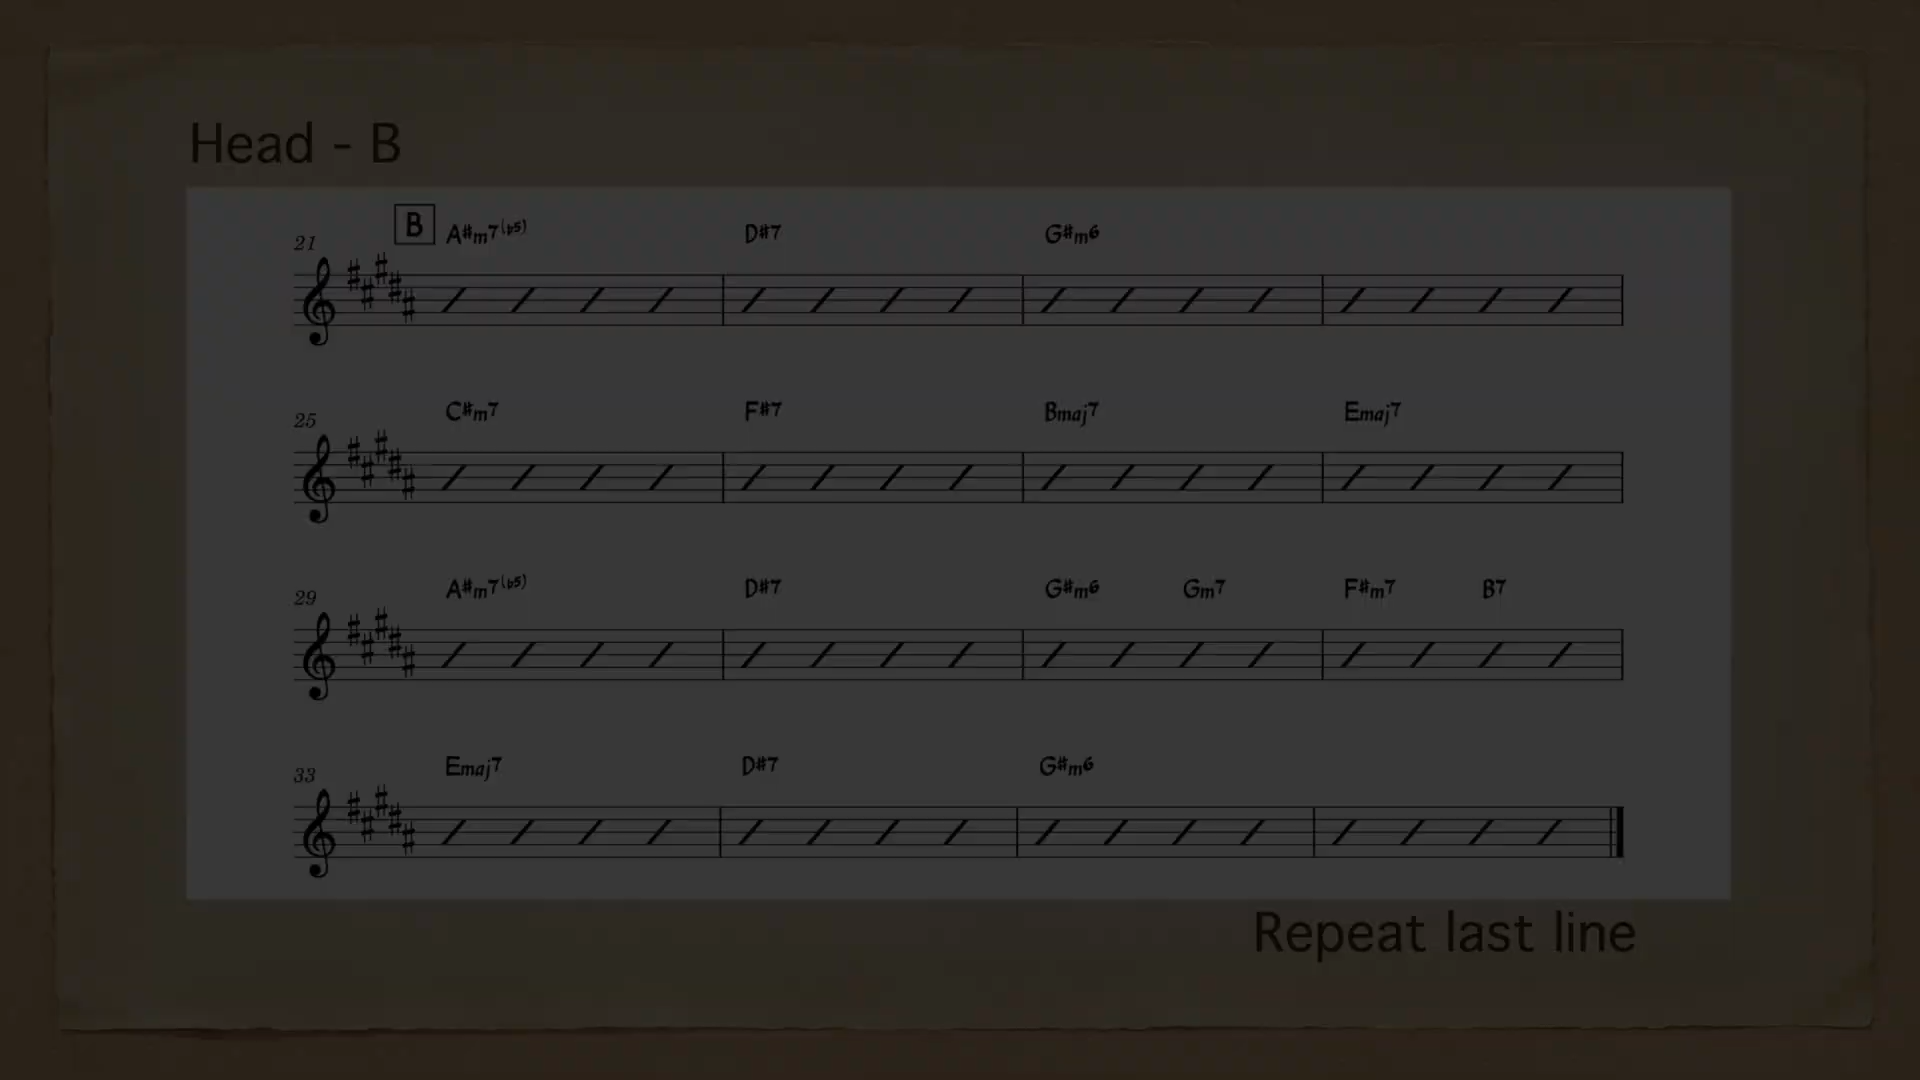 Head - B
B A#m7(b5) D#7 G#m6
21
C#m7 F#7 Bmaj7 Emaj7
25
A#m7(b5) D#7 G#m6 Gm7 F#m7 B7
29
Emaj7 D#7 G#m6
33
Repeat last line